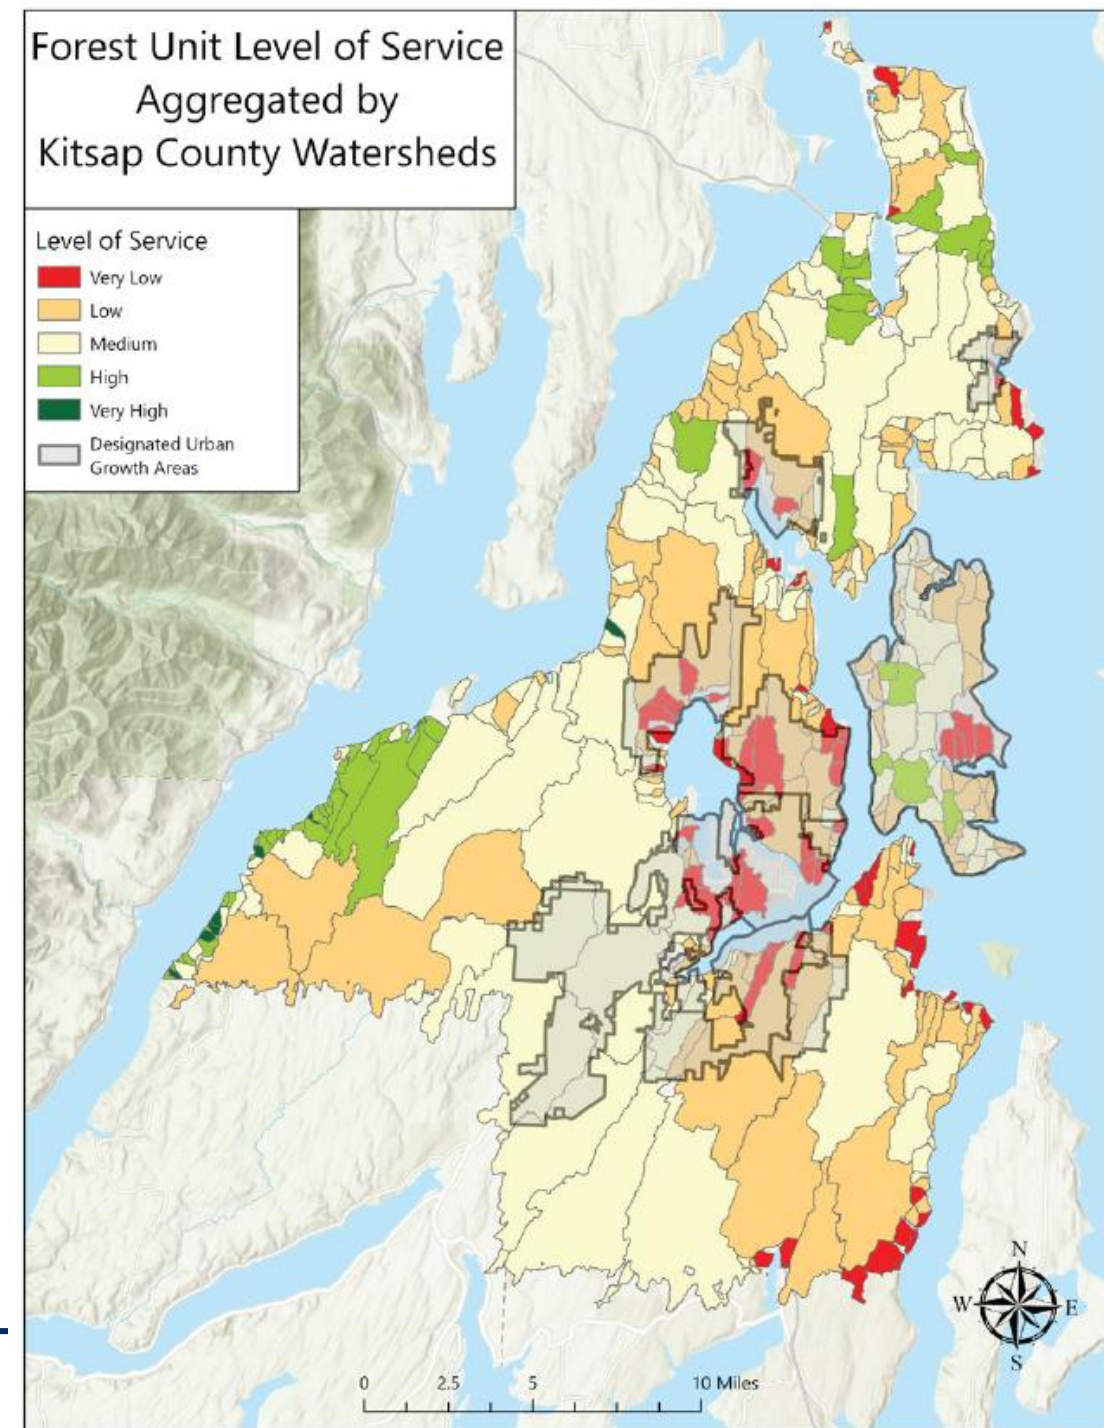 Forest Unit Level of Service
Aggregated by
Kitsap County Watersheds
Level of Service
Very Low
Low
Medium
High
Very High
Designated Urban
Growth Areas
N
W E
S
0 2.5 5 10 Miles